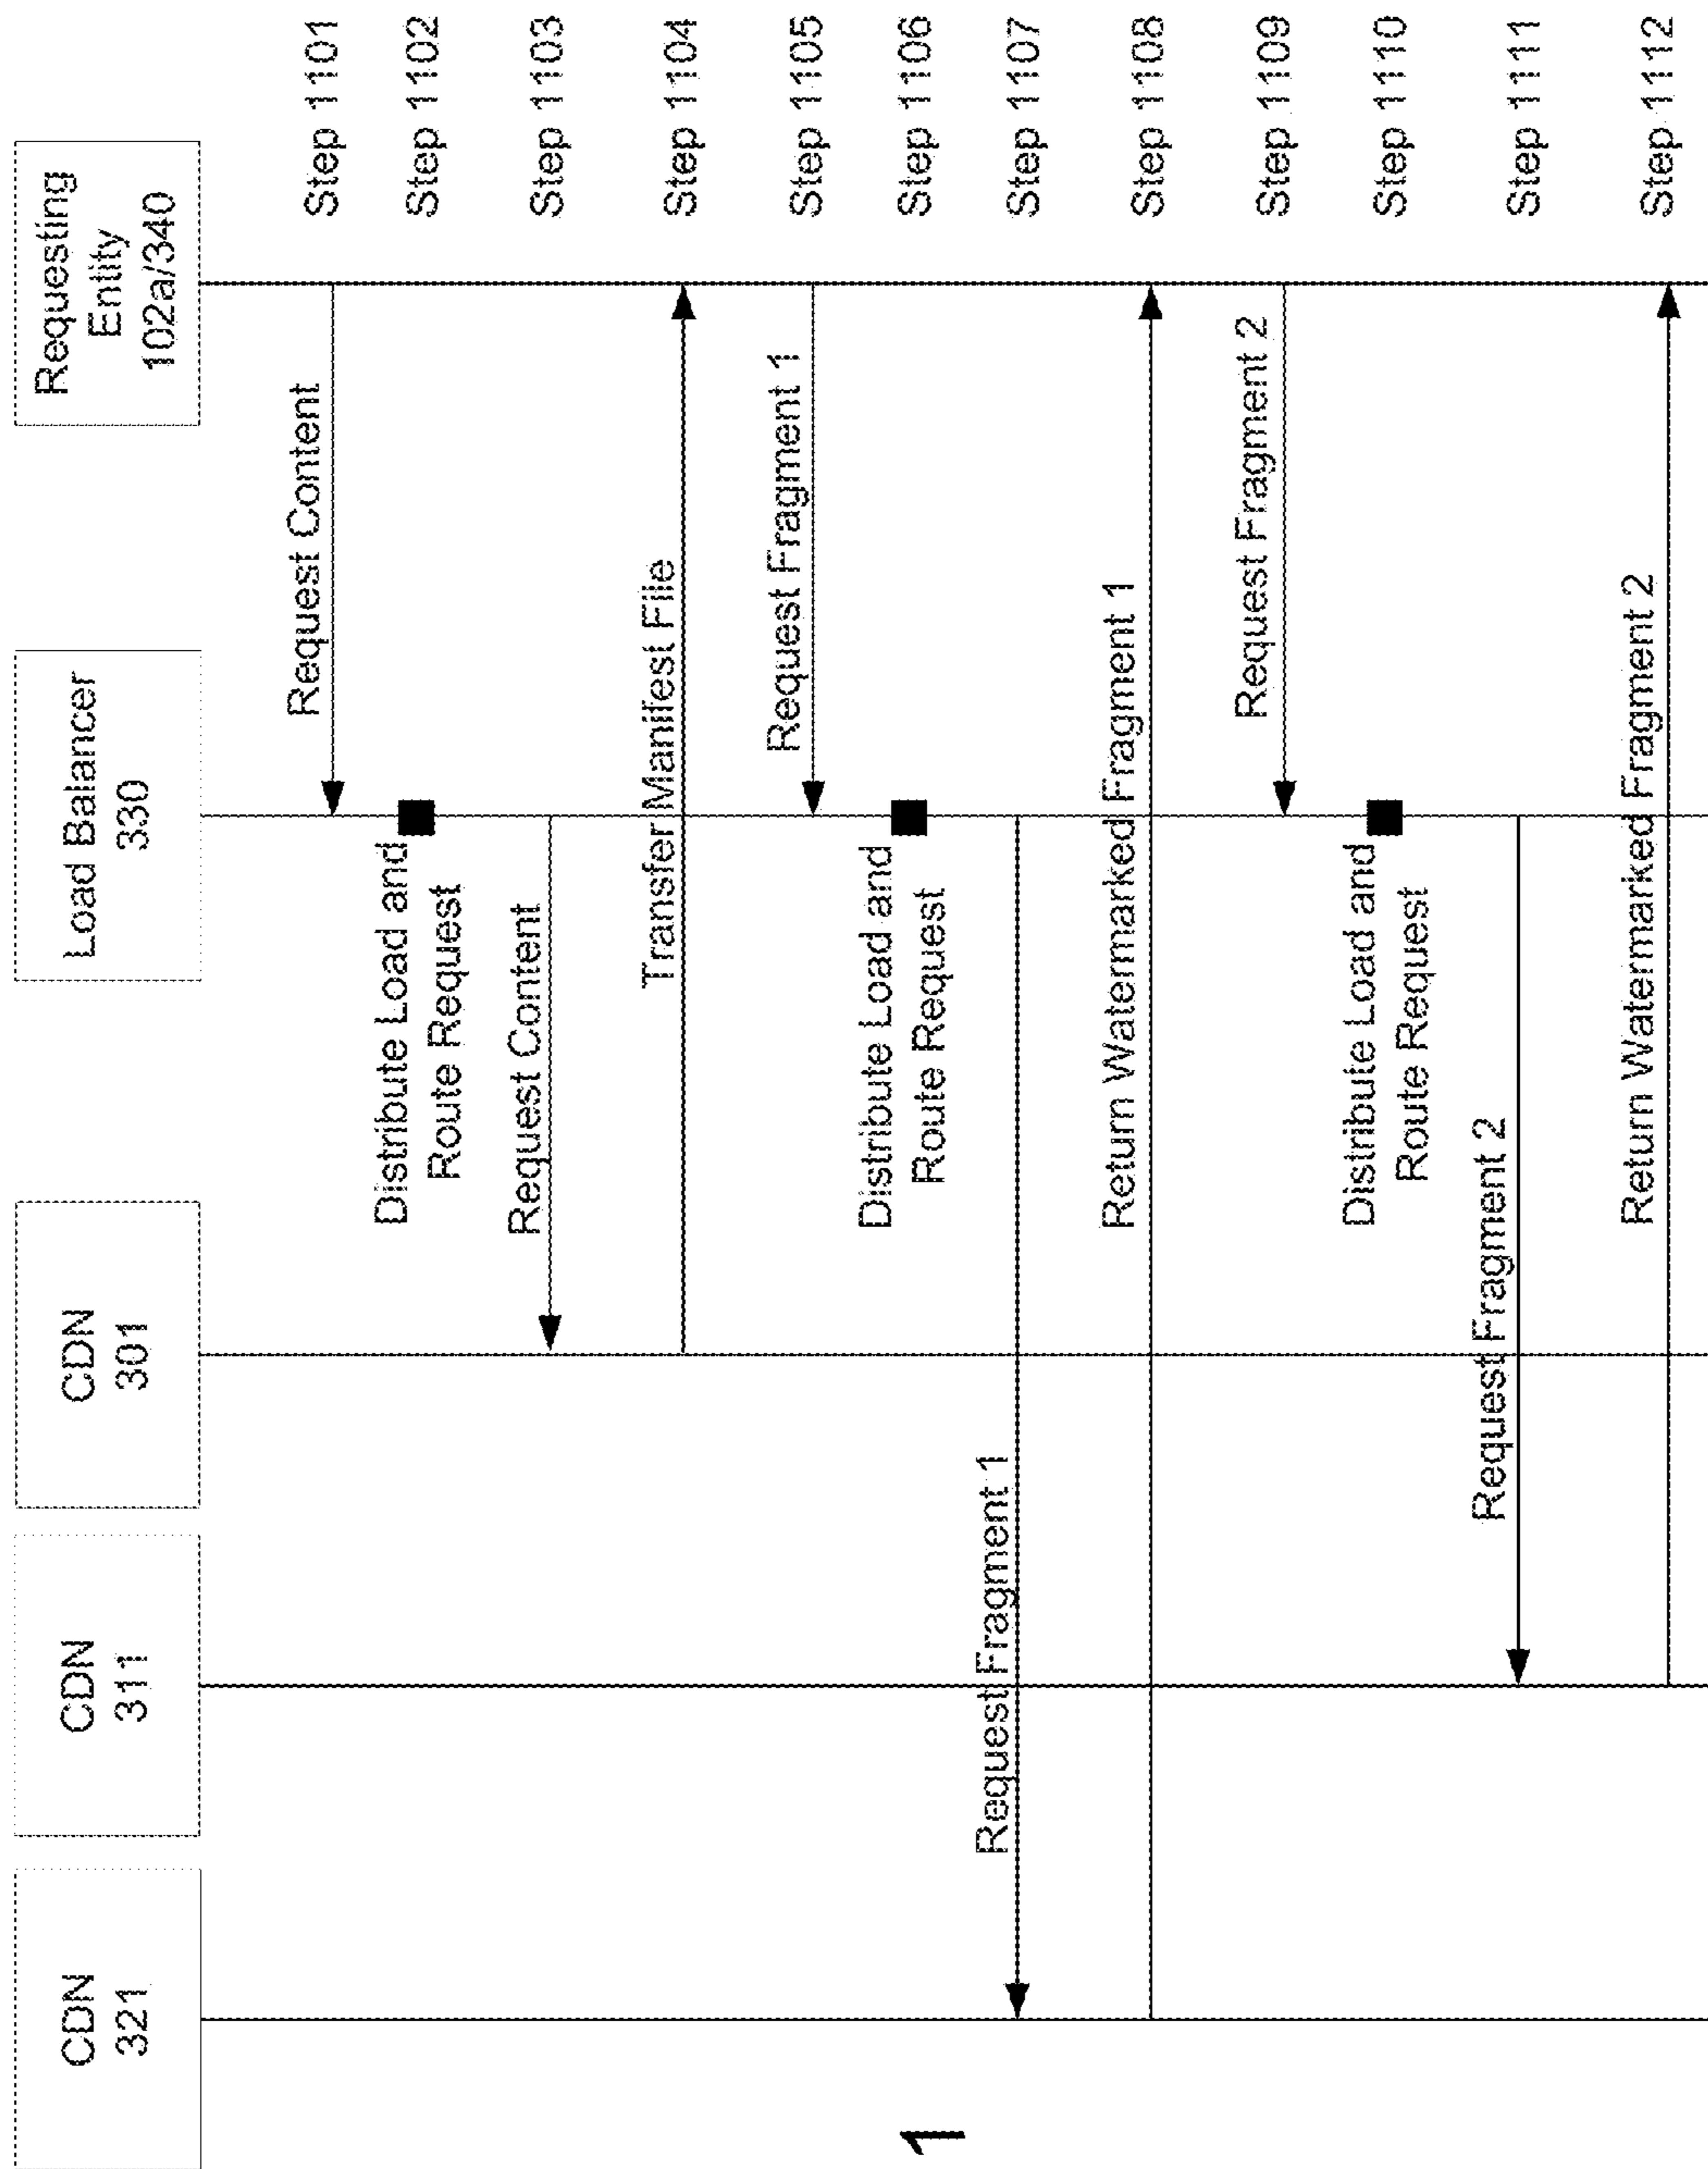 CDN
321
CDN
311
CDN
301
Load Balancer
330
Requesting
Entity
102a/340
Request Content
Step 1101
Distribute Load and
Route Request
Step 1102
Request Content
Step 1103
Transfer Manifest File
Step 1104
Request Fragment 1
Step 1105
Distribute Load and
Route Request
Step 1106
Request Fragment 1
Step 1107
Return Watermarked Fragment 1
Step 1108
Request Fragment 2
Step 1109
Distribute Load and
Route Request
Step 1110
Request Fragment 2
Step 1111
Return Watermarked Fragment 2
Step 1112
1